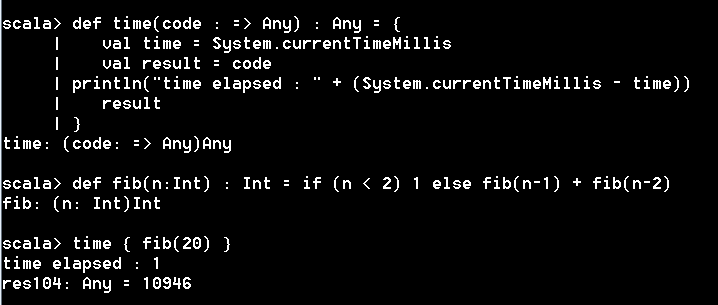 scala> def time(code : => Any) : Any = {
     |    val time = System.currentTimeMillis
     |    val result = code
     | println("time elapsed : " + (System.currentTimeMillis - time))
     |    result
     | }
time: (code: => Any)Any
scala> def fib(n:Int) : Int = if (n < 2) 1 else fib(n-1) + fib(n-2)
fib: (n: Int)Int
scala> time { fib(20) }
time elapsed : 1
res104: Any = 10946